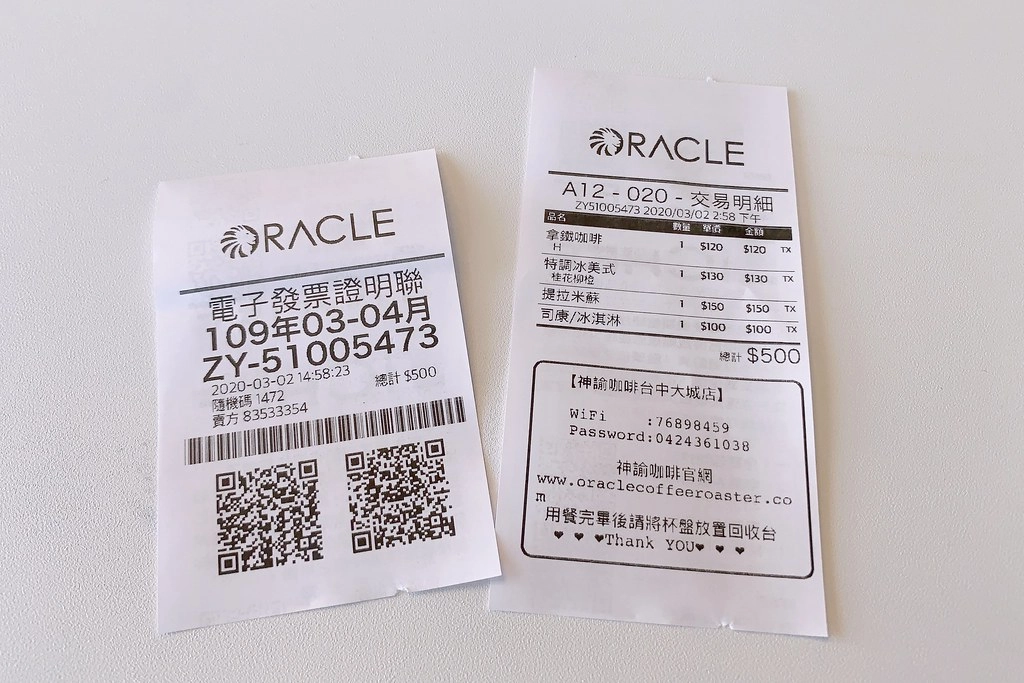 ORACLE
電子發票證明聯
109年03-04月
ZY-51005473
2020-03-02 14:58:23
隨機碼 1472 總計 $500
賣方 83533354
ORACLE
A12 - 020 - 交易明細
ZY51005473 2020/03/02 2:58 下午
品名 數量 單價 金額
拿鐵咖啡 1 $120 $120 TX
H
特調冰美式 1 $130 $130 TX
桂花柳橙
提拉米蘇 1 $150 $150 TX
司康/冰淇淋 1 $100 $100 TX
總計 $500
【神諭咖啡台中大城店】
WiFi :76898459
Password:0424361038
神諭咖啡官網
www.oraclecoffeeroaster.co
m
用餐完畢後請將杯盤放置回收台
♥ ♥ ♥Thank YOU♥ ♥ ♥